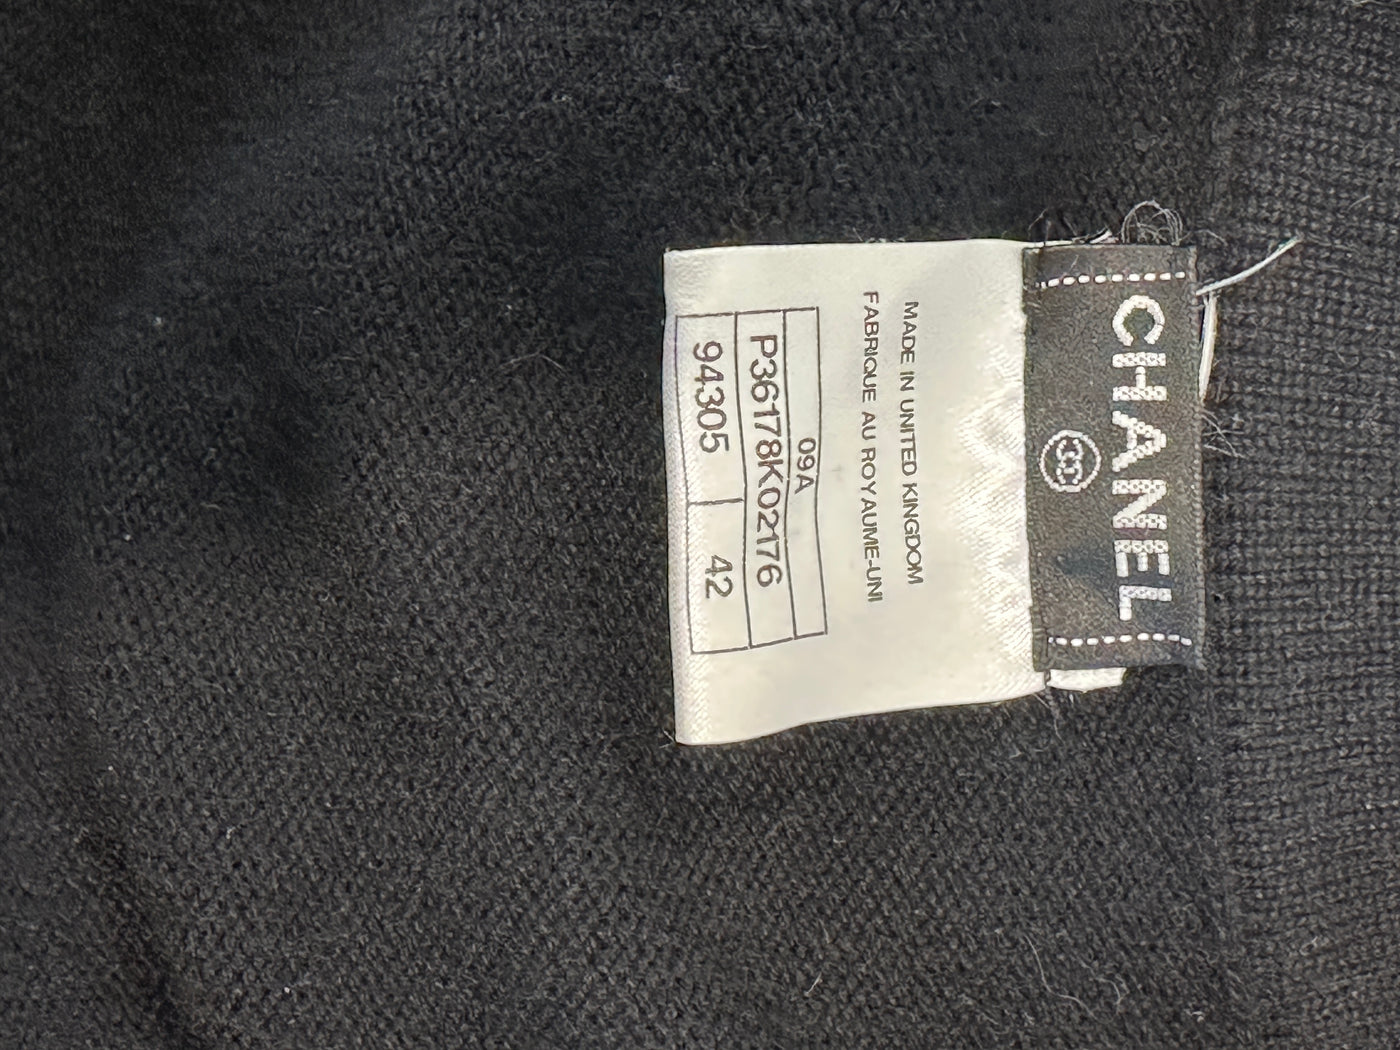 CHANEL
MADE IN UNITED KINGDOM
FABRIQUE AU ROYAUME-UNI
09A
P36178K02176
94305 42